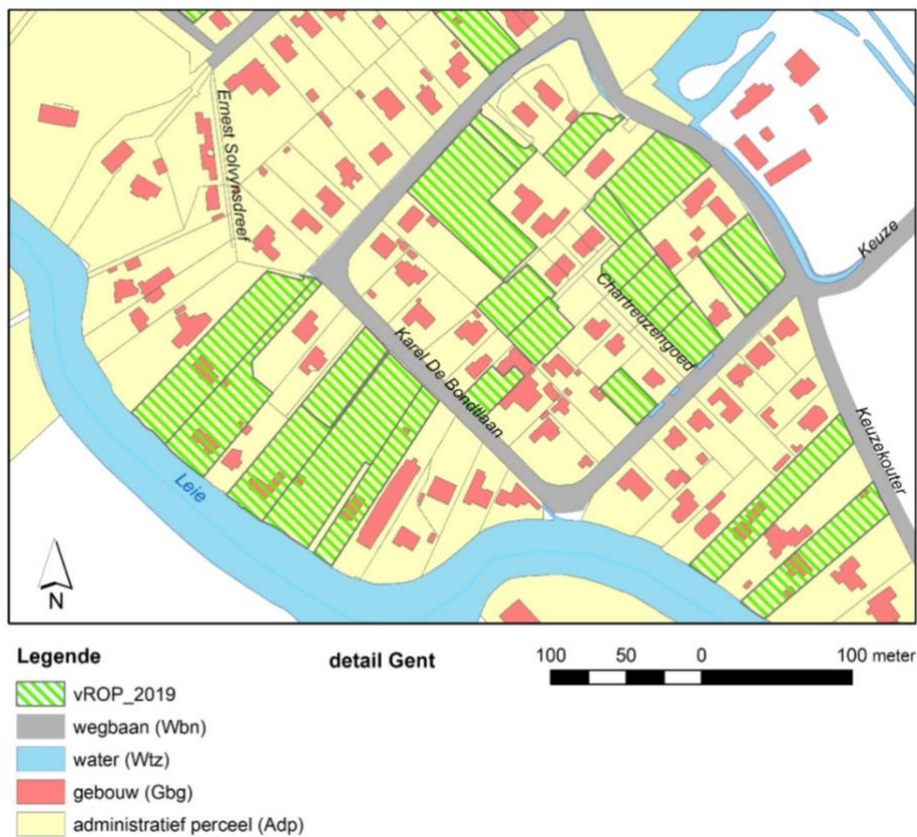 Ernest Solvynsdreef
Keuze
Chartreuzengoed
Karel De Bondtlaan
Keuzekouter
Leie
N
Legende
detail Gent
100 50 0 100 meter
vROP_2019
wegbaan (Wbn)
water (Wtz)
gebouw (Gbg)
administratief perceel (Adp)